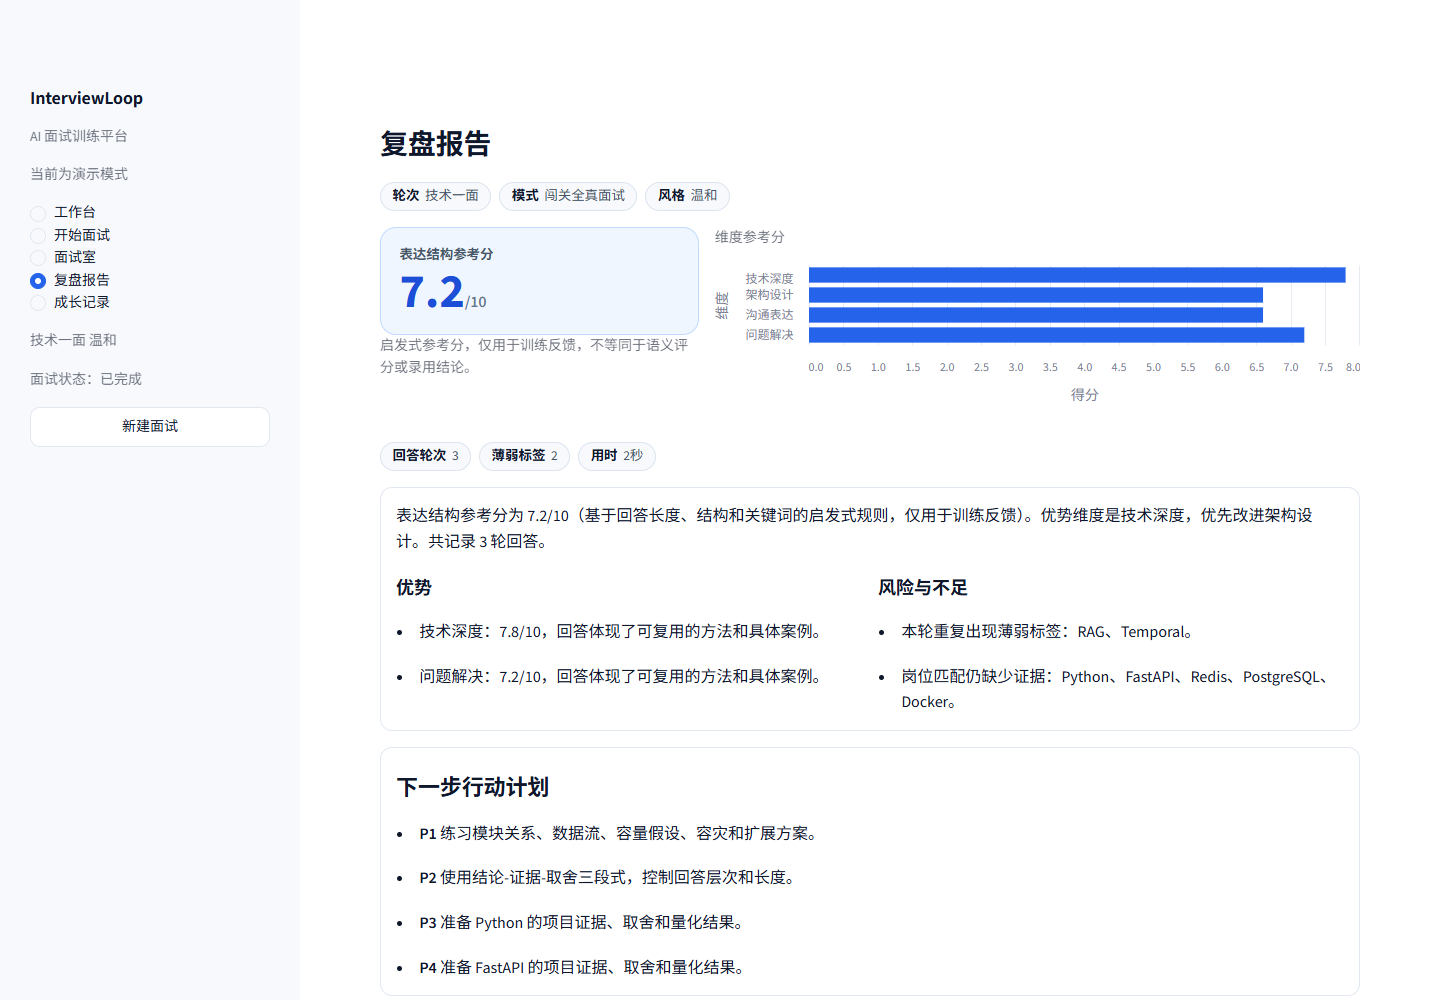 InterviewLoop
AI 面试训练平台
当前为演示模式
工作台
开始面试
面试室
复盘报告
成长记录
技术一面 温和
面试状态：已完成
新建面试
复盘报告
轮次 技术一面
模式 闯关全真面试
风格 温和
表达结构参考分
7.2/10
启发式参考分，仅用于训练反馈，不等同于语义评
分或录用结论。
维度参考分
维度
技术深度
架构设计
沟通表达
问题解决
0.0 0.5 1.0 1.5 2.0 2.5 3.0 3.5 4.0 4.5 5.0 5.5 6.0 6.5 7.0 7.5 8.0
得分
回答轮次 3
薄弱标签 2
用时 2秒
表达结构参考分为 7.2/10（基于回答长度、结构和关键词的启发式规则，仅用于训练反馈）。优势维度是技术深度，优先改进架构设
计。共记录 3 轮回答。
优势
技术深度：7.8/10，回答体现了可复用的方法和具体案例。
问题解决：7.2/10，回答体现了可复用的方法和具体案例。
风险与不足
本轮重复出现薄弱标签：RAG、Temporal。
岗位匹配仍缺少证据：Python、FastAPI、Redis、PostgreSQL、
Docker。
下一步行动计划
P1 练习模块关系、数据流、容量假设、容灾和扩展方案。
P2 使用结论-证据-取舍三段式，控制回答层次和长度。
P3 准备 Python 的项目证据、取舍和量化结果。
P4 准备 FastAPI 的项目证据、取舍和量化结果。